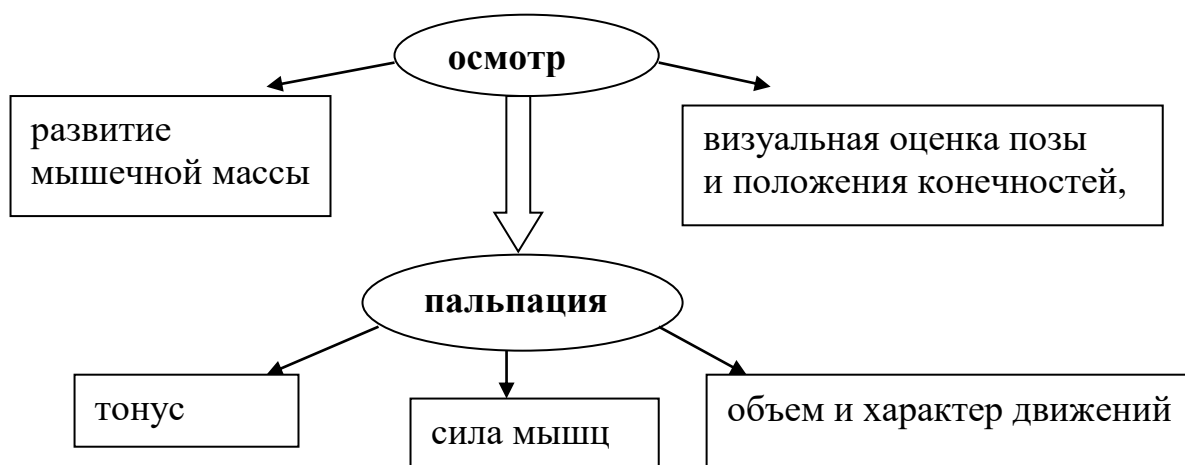 осмотр
развитие
мышечной массы
визуальная оценка позы
и положения конечностей,
пальпация
тонус
сила мышц
объем и характер движений